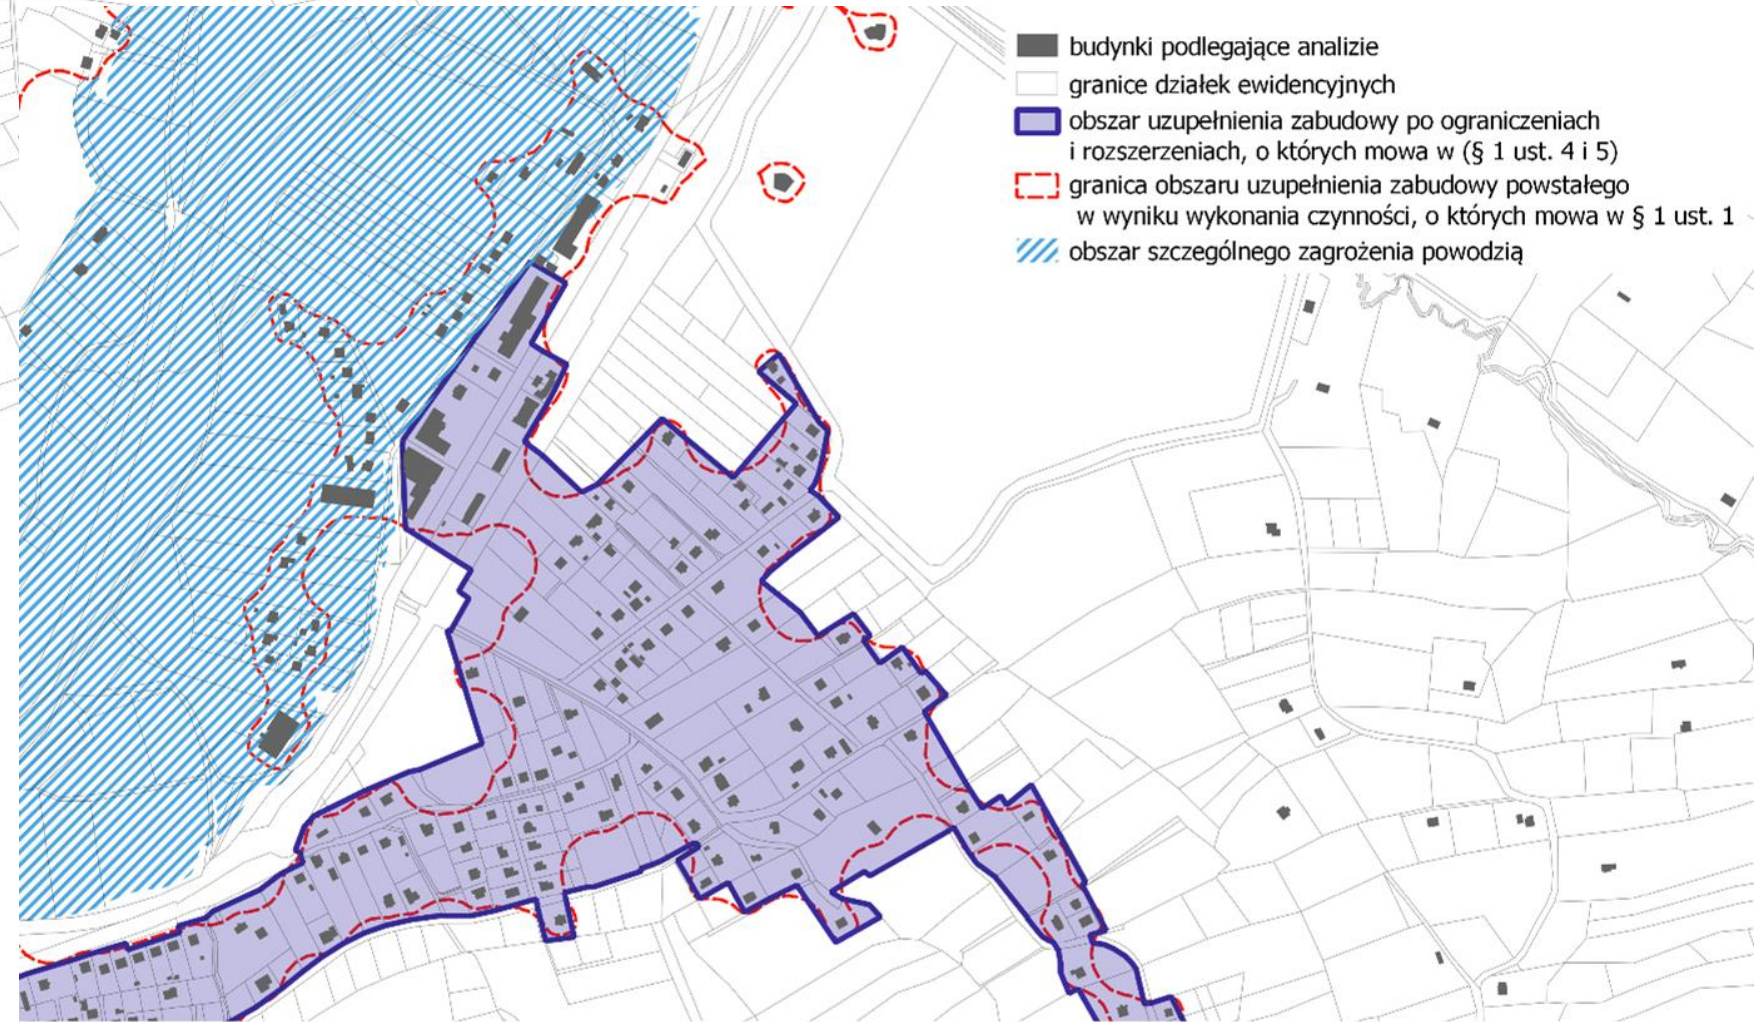 budynki podlegające analizie
granice działek ewidencyjnych
obszar uzupełnienia zabudowy po ograniczeniach
i rozszerzeniach, o których mowa w (§ 1 ust. 4 i 5)
granica obszaru uzupełnienia zabudowy powstałego
w wyniku wykonania czynności, o których mowa w § 1 ust. 1
obszar szczególnego zagrożenia powodzią